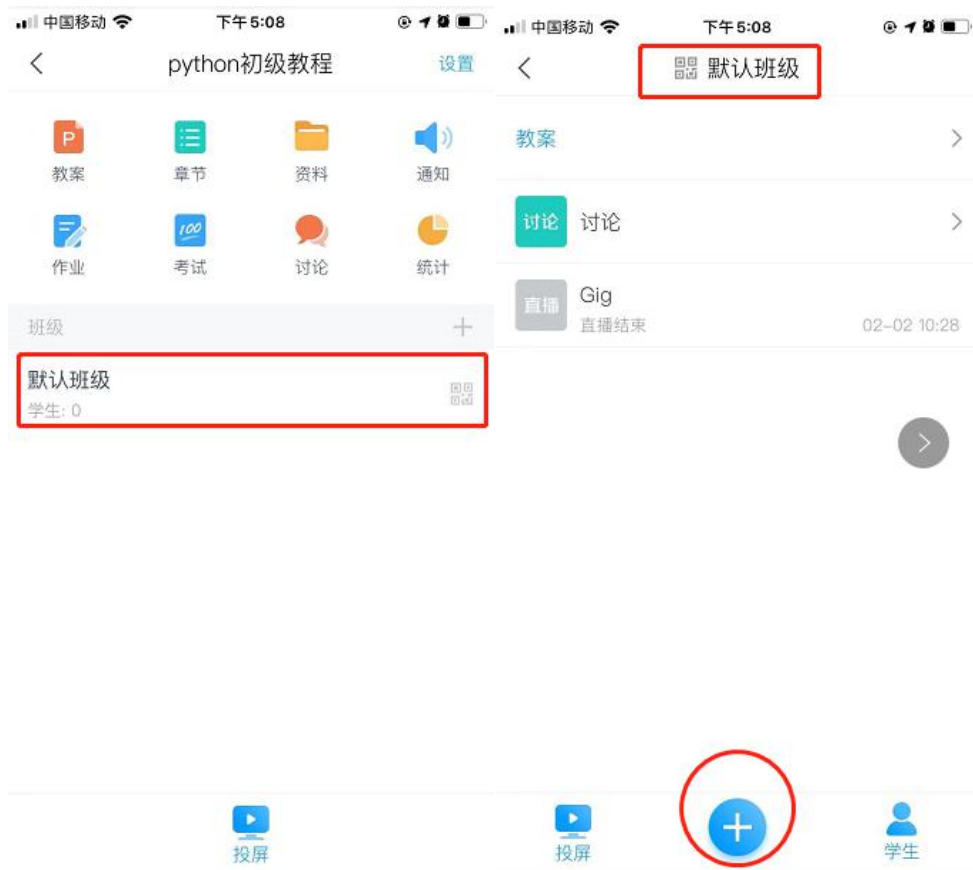 中国移动
下午5:08
python初级教程
设置
P
教案
章节
资料
通知
100
作业
考试
讨论
统计
班级
默认班级
学生: 0
投屏
中国移动
下午5:08
默认班级
教案
讨论
讨论
直播
Gig
直播结束
02-02 10:28
投屏
学生